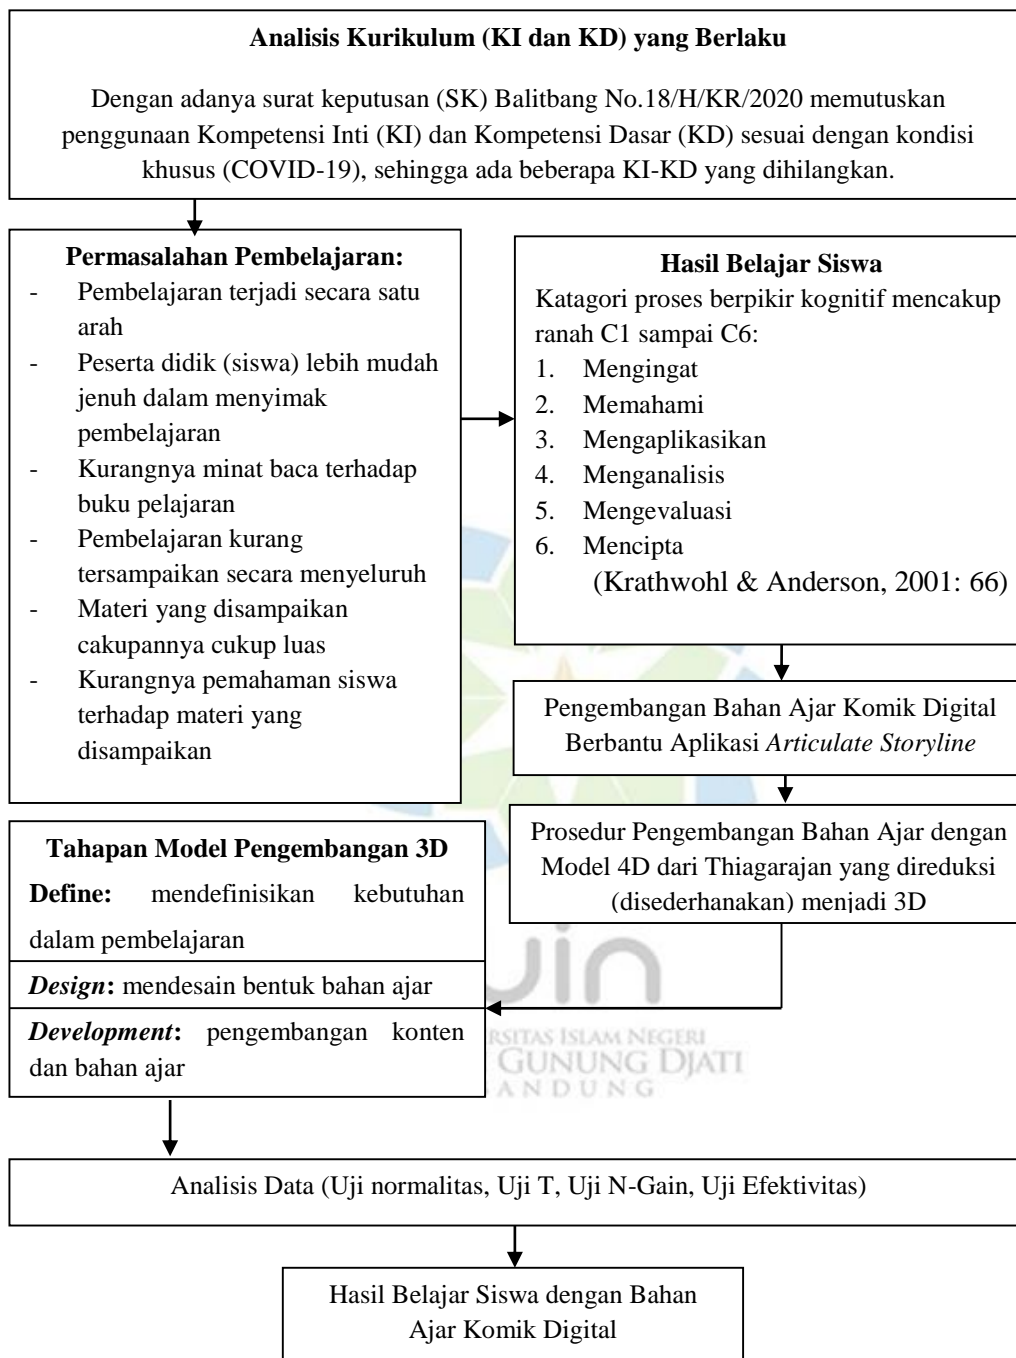 Analisis Kurikulum (KI dan KD) yang Berlaku
Dengan adanya surat keputusan (SK) Balitbang No.18/H/KR/2020 memutuskan
penggunaan Kompetensi Inti (KI) dan Kompetensi Dasar (KD) sesuai dengan kondisi
khusus (COVID-19), sehingga ada beberapa KI-KD yang dihilangkan.
Permasalahan Pembelajaran:
- Pembelajaran terjadi secara satu
arah
- Peserta didik (siswa) lebih mudah
jenuh dalam menyimak
pembelajaran
- Kurangnya minat baca terhadap
buku pelajaran
- Pembelajaran kurang
tersampaikan secara menyeluruh
- Materi yang disampaikan
cakupannya cukup luas
- Kurangnya pemahaman siswa
terhadap materi yang
disampaikan
Hasil Belajar Siswa
Katagori proses berpikir kognitif mencakup
ranah C1 sampai C6:
1. Mengingat
2. Memahami
3. Mengaplikasikan
4. Menganalisis
5. Mengevaluasi
6. Mencipta
(Krathwohl & Anderson, 2001: 66)
Pengembangan Bahan Ajar Komik Digital
Berbantu Aplikasi Articulate Storyline
Prosedur Pengembangan Bahan Ajar dengan
Model 4D dari Thiagarajan yang direduksi
(disederhanakan) menjadi 3D
Tahapan Model Pengembangan 3D
Define: mendefinisikan kebutuhan
dalam pembelajaran
Design: mendesain bentuk bahan ajar
Development: pengembangan konten
dan bahan ajar
uin
RSITAS ISLAM NEGERI
GUNUNG DJATI
ANDUNG
Analisis Data (Uji normalitas, Uji T, Uji N-Gain, Uji Efektivitas)
Hasil Belajar Siswa dengan Bahan
Ajar Komik Digital